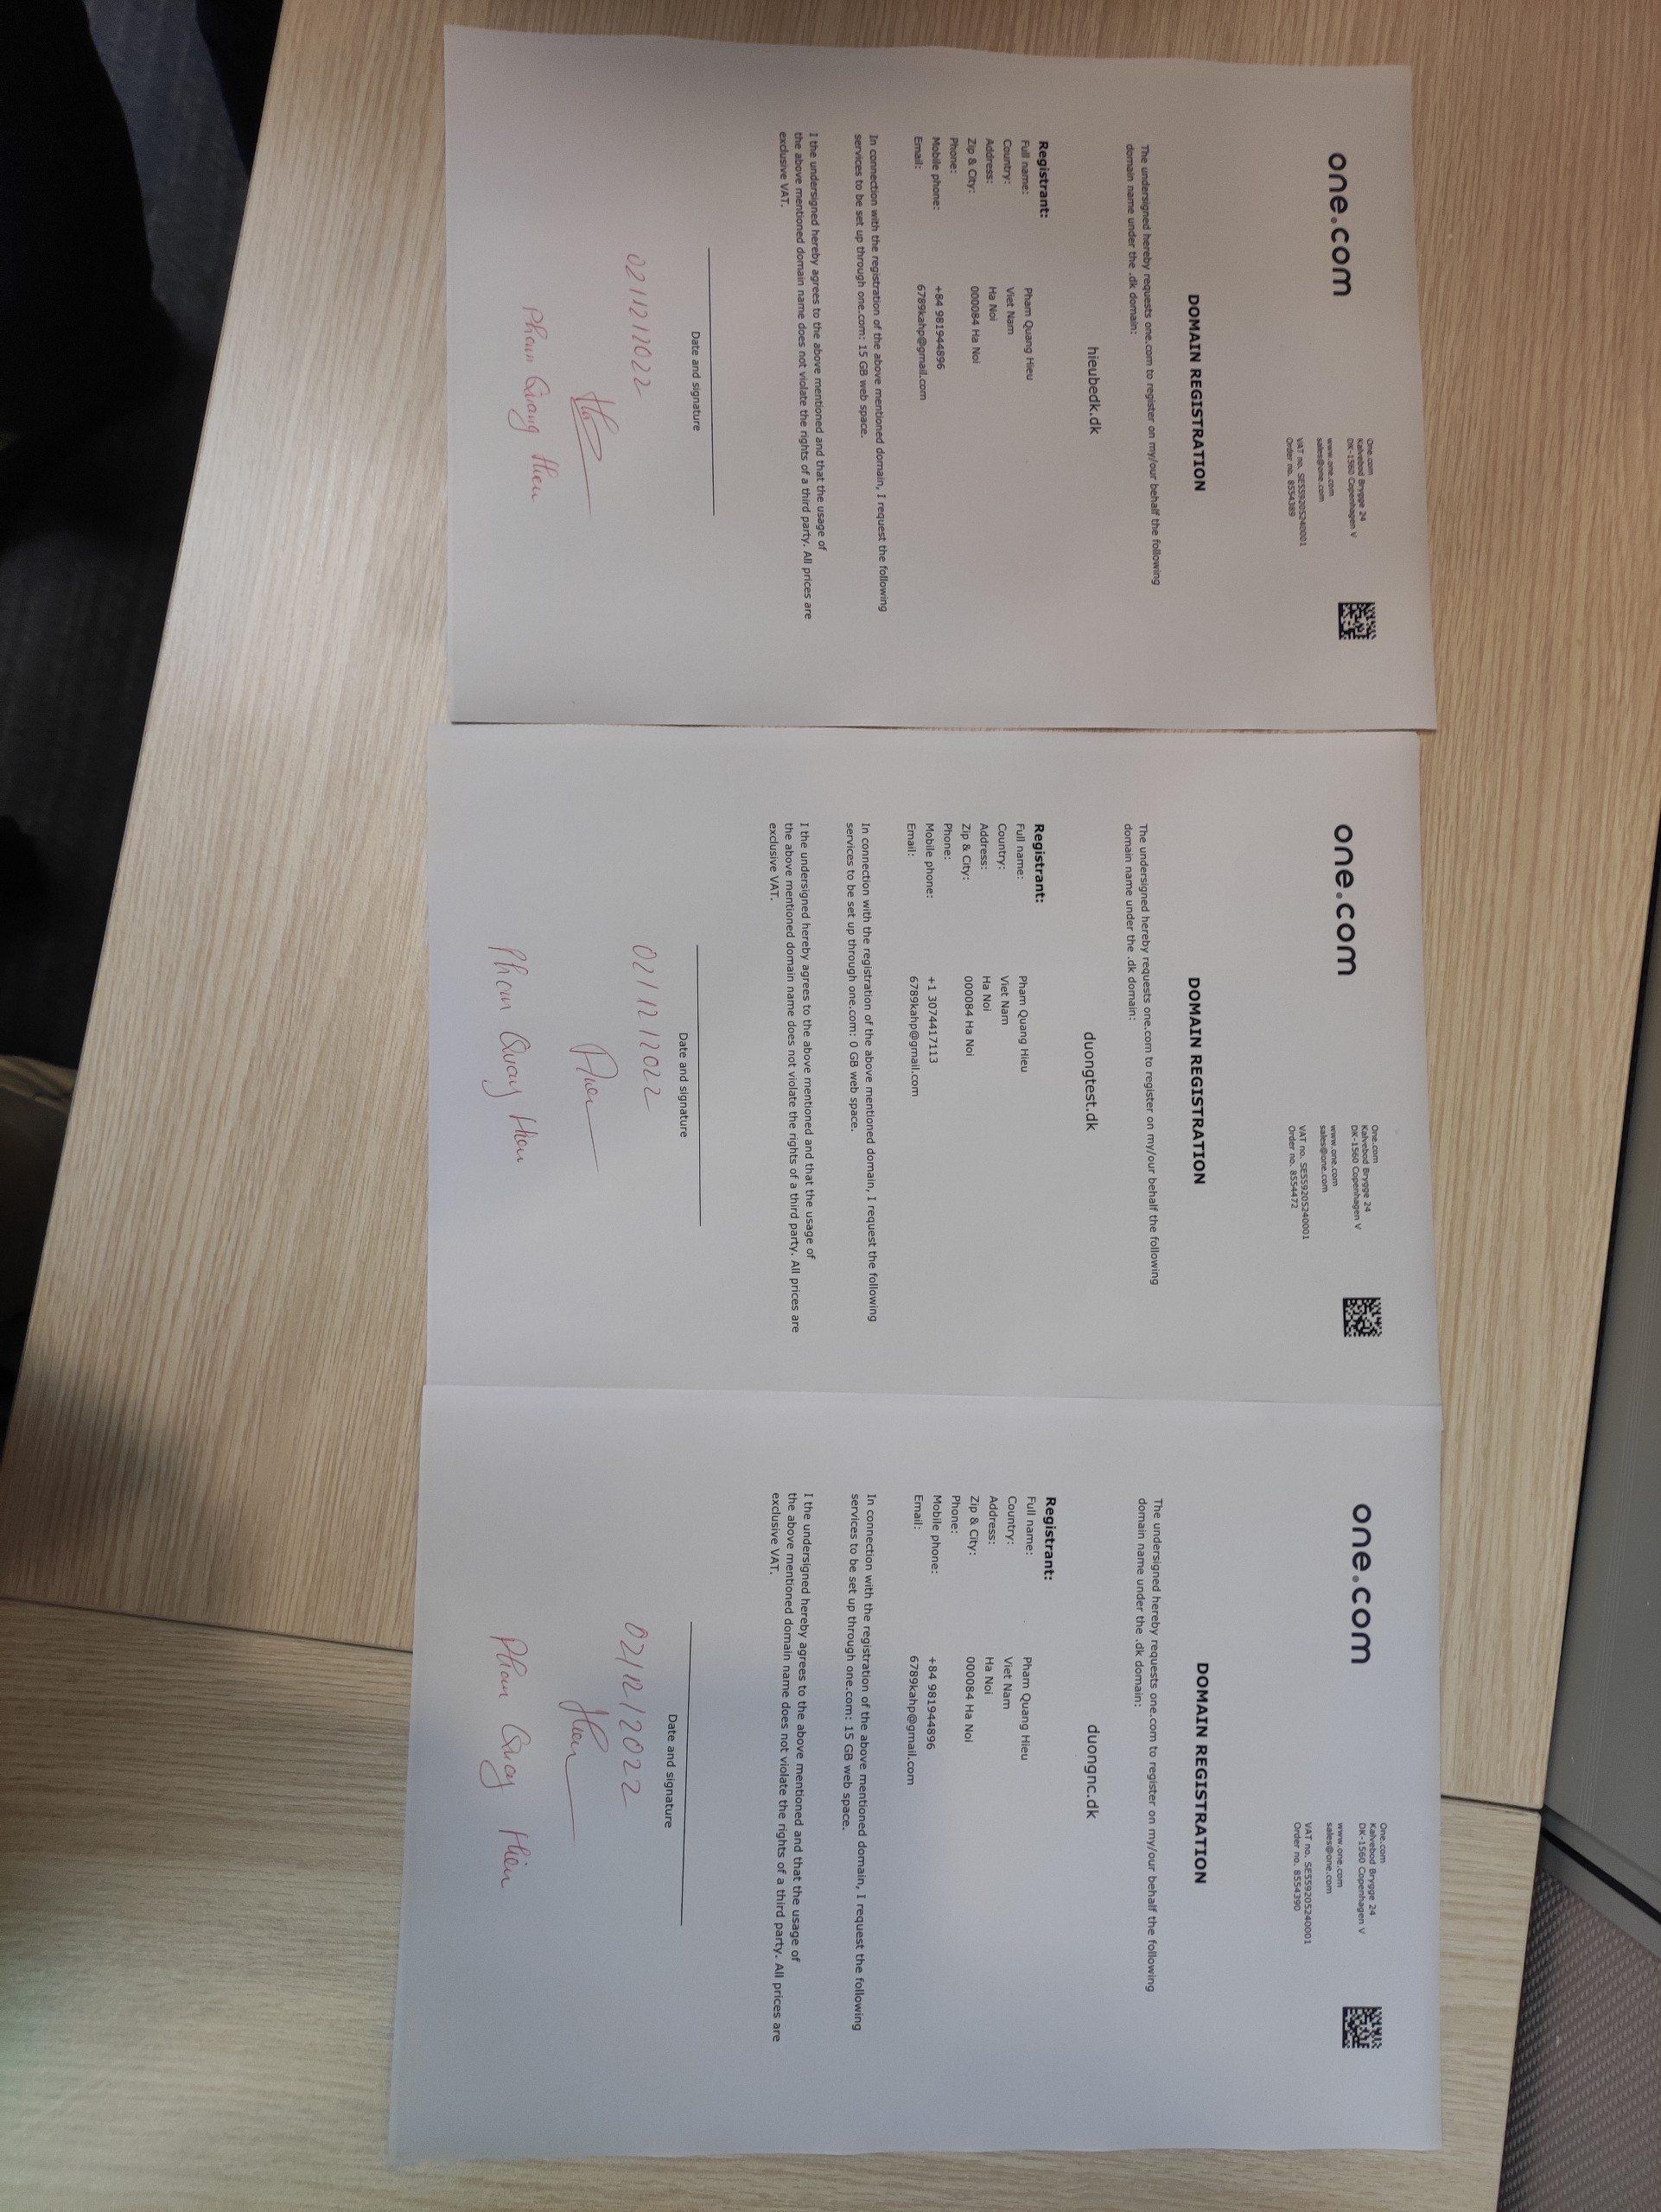 one.com
One.com
Kalvebod Brygge 24
DK-1560 Copenhagen V
www.one.com
sales@one.com
VAT no. SE559205240001
Order no. 8554389
DOMAIN REGISTRATION
The undersigned hereby requests one.com to register on my/our behalf the following
domain name under the .dk domain:
hieubedk.dk
Registrant:
Full name: Pham Quang Hieu
Country: Viet Nam
Address: Ha Noi
Zip & City: 000084 Ha Noi
Phone:
Mobile phone: +84 981944896
Email: 6789kahp@gmail.com
In connection with the registration of the above mentioned domain, I request the following
services to be set up through one.com: 15 GB web space.
I the undersigned hereby agrees to the above mentioned and that the usage of
the above mentioned domain name does not violate the rights of a third party. All prices are
exclusive VAT.
Date and signature
02/12/2022
Pham Quang Hieu
one.com
One.com
Kalvebod Brygge 24
DK-1560 Copenhagen V
www.one.com
sales@one.com
VAT no. SE559205240001
Order no. 8554472
DOMAIN REGISTRATION
The undersigned hereby requests one.com to register on my/our behalf the following
domain name under the .dk domain:
duongtest.dk
Registrant:
Full name: Pham Quang Hieu
Country: Viet Nam
Address: Ha Noi
Zip & City: 000084 Ha Noi
Phone:
Mobile phone: +1 3074417113
Email: 6789kahp@gmail.com
In connection with the registration of the above mentioned domain, I request the following
services to be set up through one.com: 0 GB web space.
I the undersigned hereby agrees to the above mentioned and that the usage of
the above mentioned domain name does not violate the rights of a third party. All prices are
exclusive VAT.
Date and signature
02/12/2022
Pham Quang Hieu
one.com
One.com
Kalvebod Brygge 24
DK-1560 Copenhagen V
www.one.com
sales@one.com
VAT no. SE559205240001
Order no. 8554390
DOMAIN REGISTRATION
The undersigned hereby requests one.com to register on my/our behalf the following
domain name under the .dk domain:
duongnc.dk
Registrant:
Full name: Pham Quang Hieu
Country: Viet Nam
Address: Ha Noi
Zip & City: 000084 Ha Noi
Phone:
Mobile phone: +84 981944896
Email: 6789kahp@gmail.com
In connection with the registration of the above mentioned domain, I request the following
services to be set up through one.com: 15 GB web space.
I the undersigned hereby agrees to the above mentioned and that the usage of
the above mentioned domain name does not violate the rights of a third party. All prices are
exclusive VAT.
Date and signature
02/12/2022
Hieu
Pham Quang Hieu